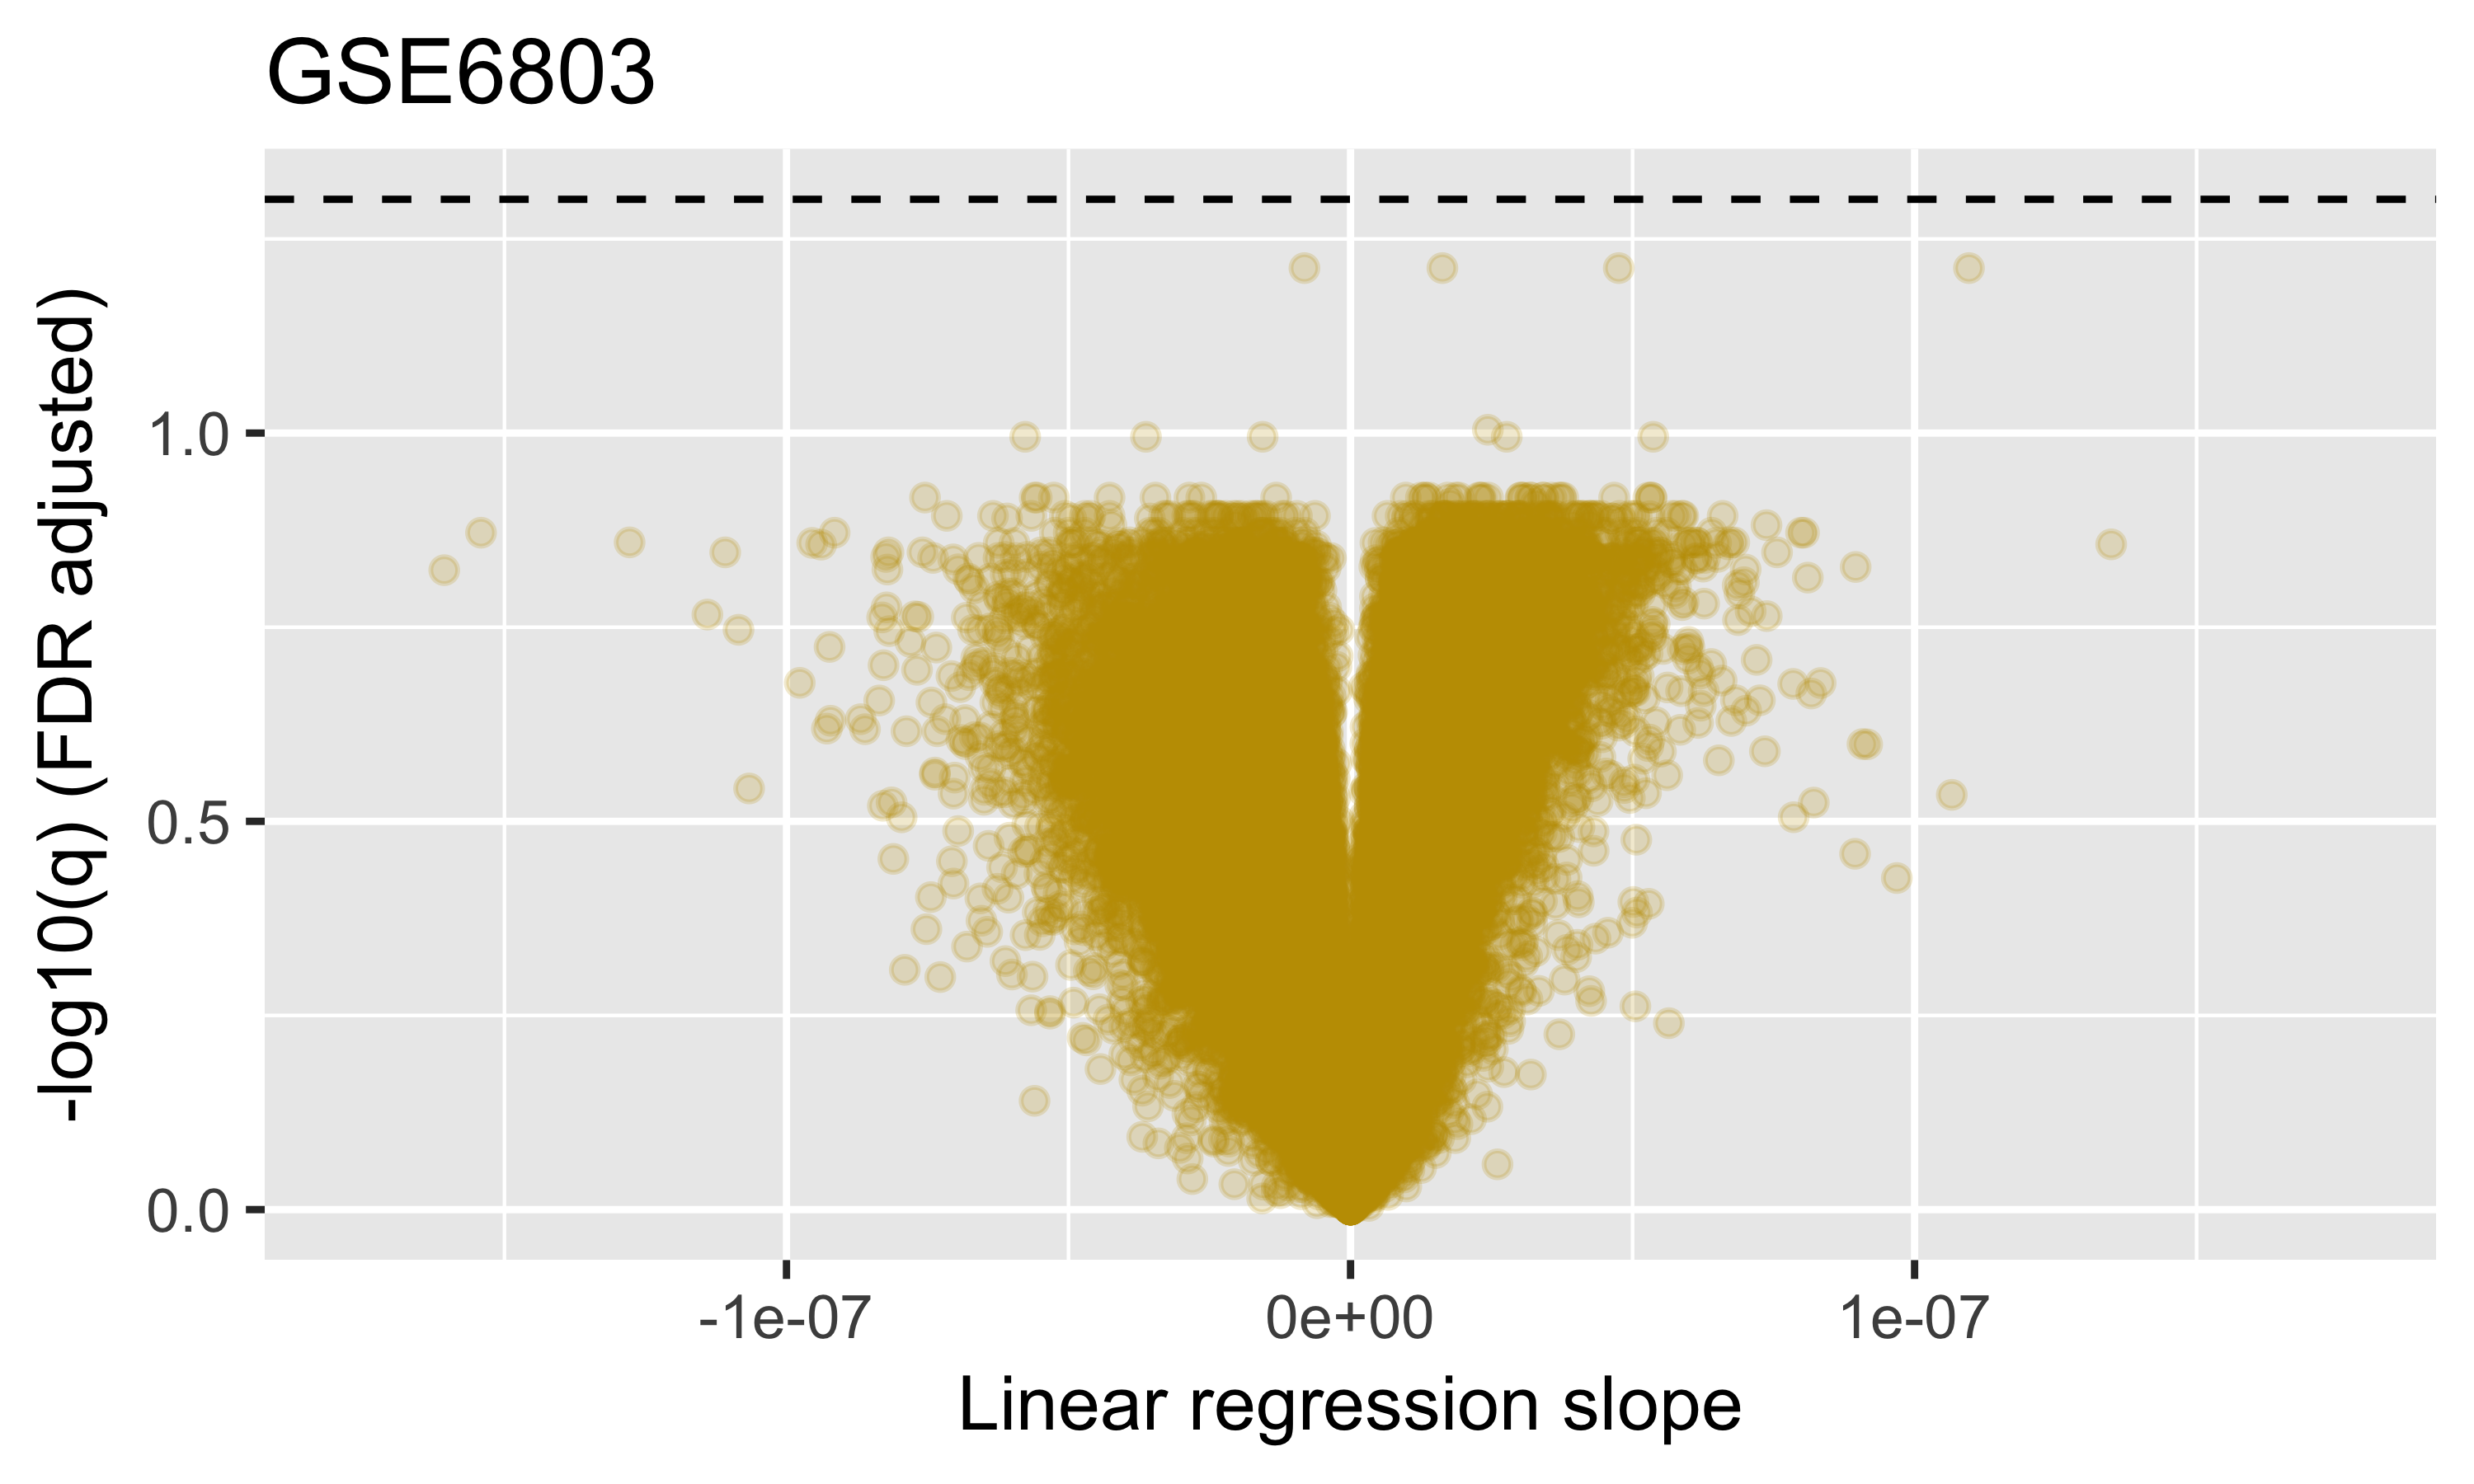 GSE6803
-log10(q) (FDR adjusted)
1.0
0.5
0.0
-1e-07
0e+00
1e-07
Linear regression slope